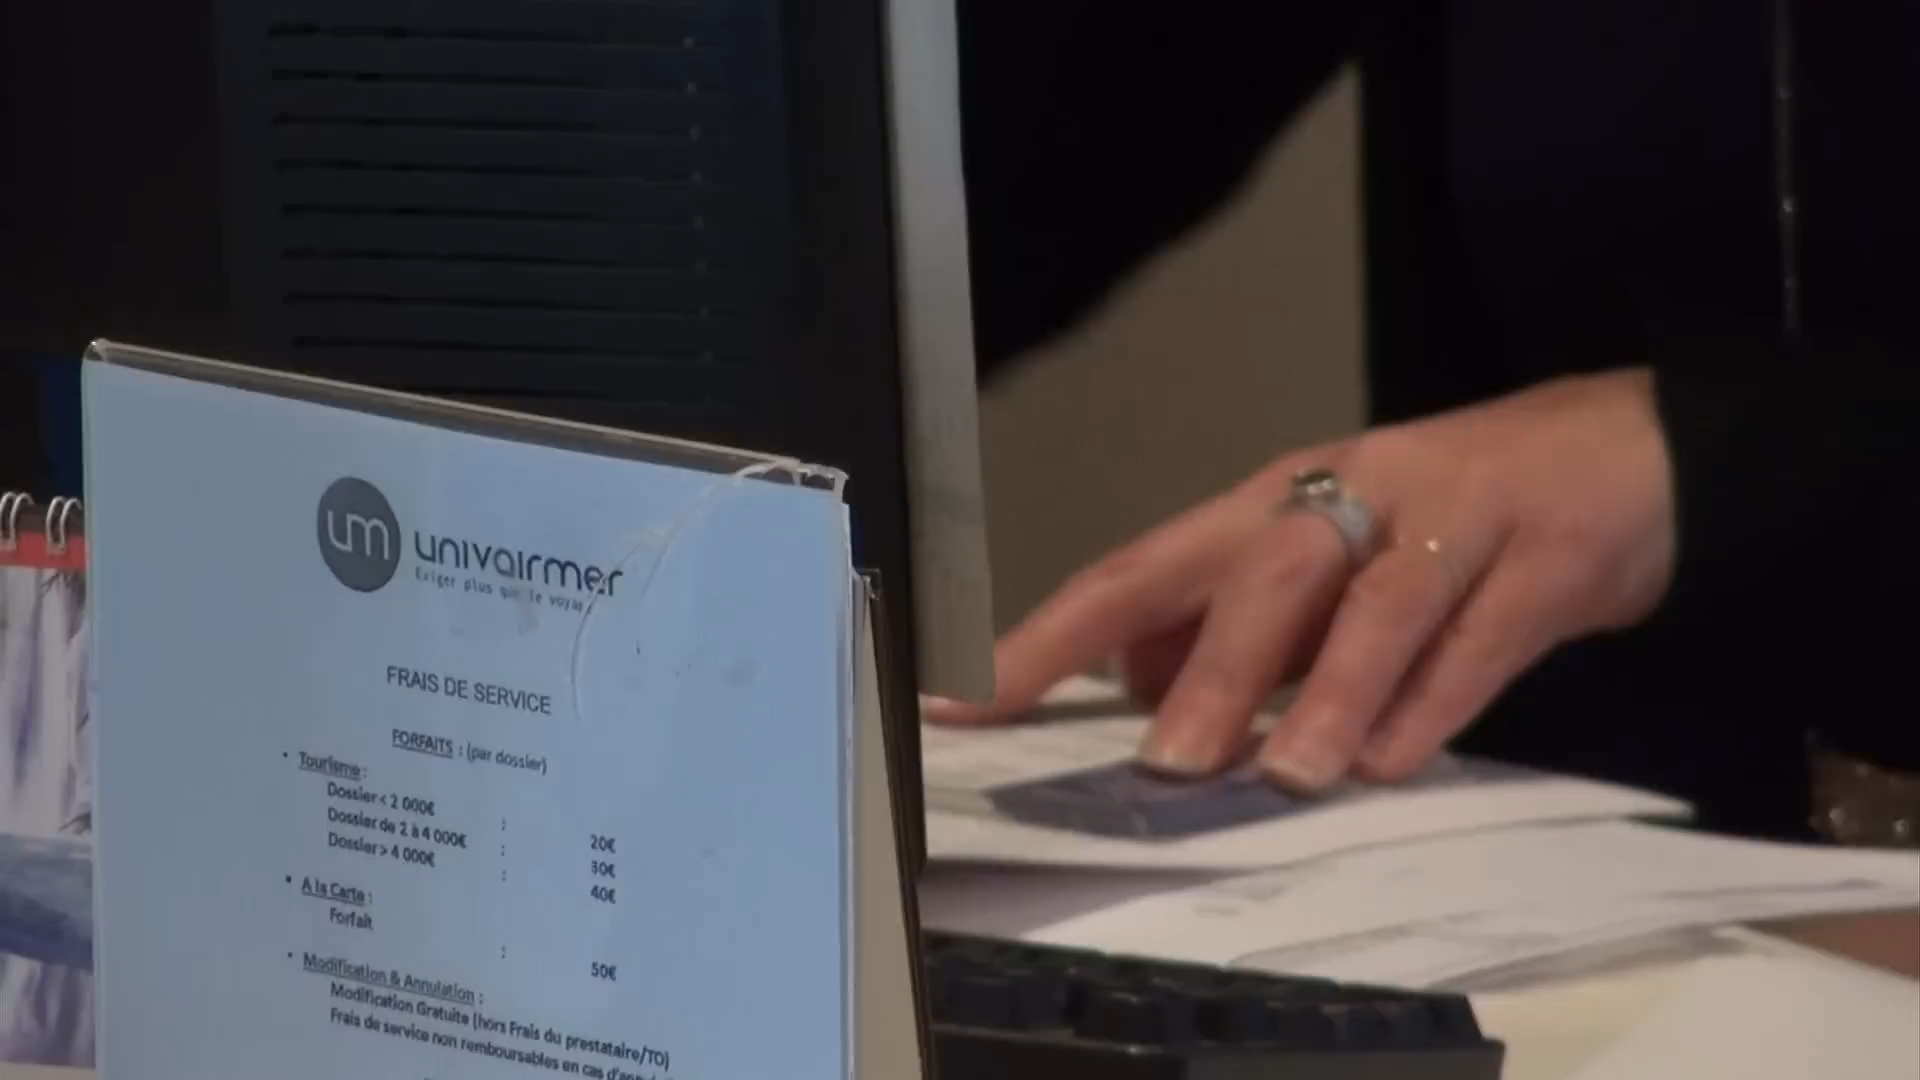 um univairmer
Exiger plus que le voyage
FRAIS DE SERVICE
FORFAITS : (par dossier)
• Tourisme :
Dossier < 2 000€ : 20€
Dossier de 2 à 4 000€ : 30€
Dossier > 4 000€ : 40€
• A la Carte :
Forfait : 50€
• Modification & Annulation :
Modification Gratuite (hors Frais du prestataire/TO)
Frais de service non remboursables en cas